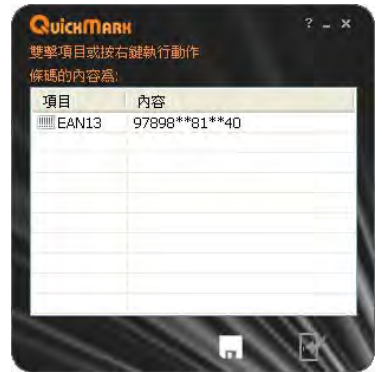 QuickMark ? - ×
雙擊項目或按右鍵執行動作
條碼的內容為:
項目 內容
EAN13 97898**81**40